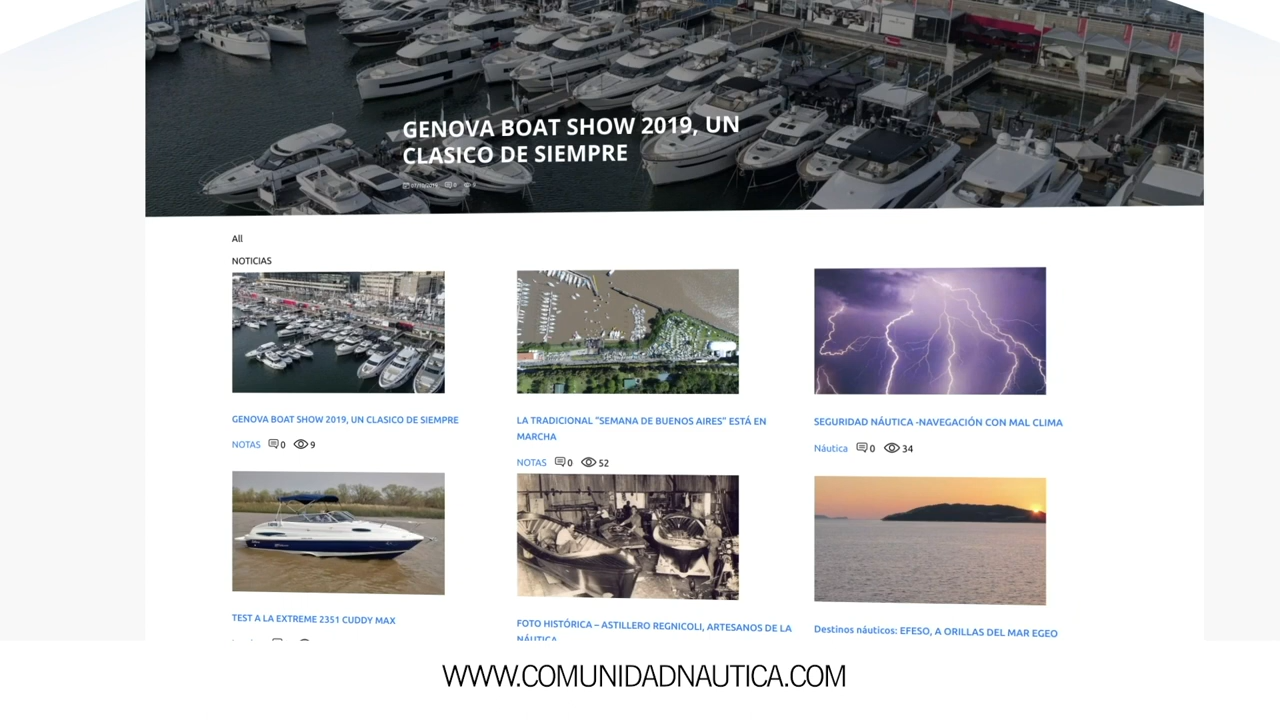 GENOVA BOAT SHOW 2019, UN
CLASICO DE SIEMPRE
0
All
NOTICIAS
GENOVA BOAT SHOW 2019, UN CLASICO DE SIEMPRE
NOTAS 0 9
LA TRADICIONAL “SEMANA DE BUENOS AIRES” ESTÁ EN
MARCHA
NOTAS 0 52
SEGURIDAD NÁUTICA -NAVEGACIÓN CON MAL CLIMA
Náutica 0 34
TEST A LA EXTREME 2351 CUDDY MAX
FOTO HISTÓRICA – ASTILLERO REGNICOLI, ARTESANOS DE LA
NÁUTICA
Destinos náuticos: EFESO, A ORILLAS DEL MAR EGEO
WWW.COMUNIDADNAUTICA.COM